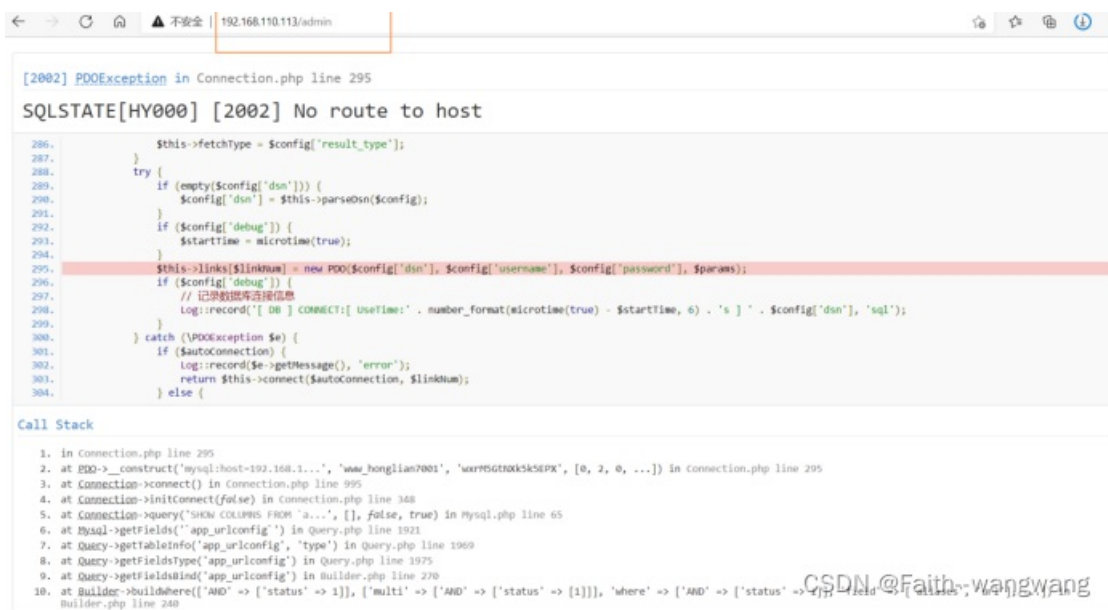 不安全 | 192.168.110.113/admin
[2002] PDOException in Connection.php line 295
SQLSTATE[HY000] [2002] No route to host
286. $this->fetchType = $config['result_type'];
287. }
288. try {
289. if (empty($config['dsn'])) {
290. $config['dsn'] = $this->parseDsn($config);
291. }
292. if ($config['debug']) {
293. $startTime = microtime(true);
294. }
295. $this->links[$linkNum] = new PDO($config['dsn'], $config['username'], $config['password'], $params);
296. if ($config['debug']) {
297. // 记录数据库连接信息
298. Log::record('[ DB ] CONNECT:[ UseTime:' . number_format(microtime(true) - $startTime, 6) . 's ] ' . $config['dsn'], 'sql');
299. }
300. } catch (\PDOException $e) {
301. if ($autoConnection) {
302. Log::record($e->getMessage(), 'error');
303. return $this->connect($autoConnection, $linkNum);
304. } else {
Call Stack
1. in Connection.php line 295
2. at PDO->__construct('mysql:host=192.168.1...', 'www_honglian7001', [0, 2, 0, ...]) in Connection.php line 295
3. at Connection->connect() in Connection.php line 995
4. at Connection->initConnect(false) in Connection.php line 348
5. at Connection->query('SHOW COLUMNS FROM `a...', [], false, true) in Mysql.php line 65
6. at Mysql->getFields('`app_urlconfig`') in Query.php line 1921
7. at Query->getTableInfo('app_urlconfig', 'type') in Query.php line 1969
8. at Query->getFieldsType('app_urlconfig') in Query.php line 1975
9. at Query->getFieldsBind('app_urlconfig') in Builder.php line 270
10. at Builder->buildWhere(['AND' => ['status' => 1]], ['multi' => ['AND' => ['status' => [1]]], 'where' => ['AND' => ['status' => 1]], 'field' => ['aliases', in
Builder.php line 240
CSDN @Faith_wangwang